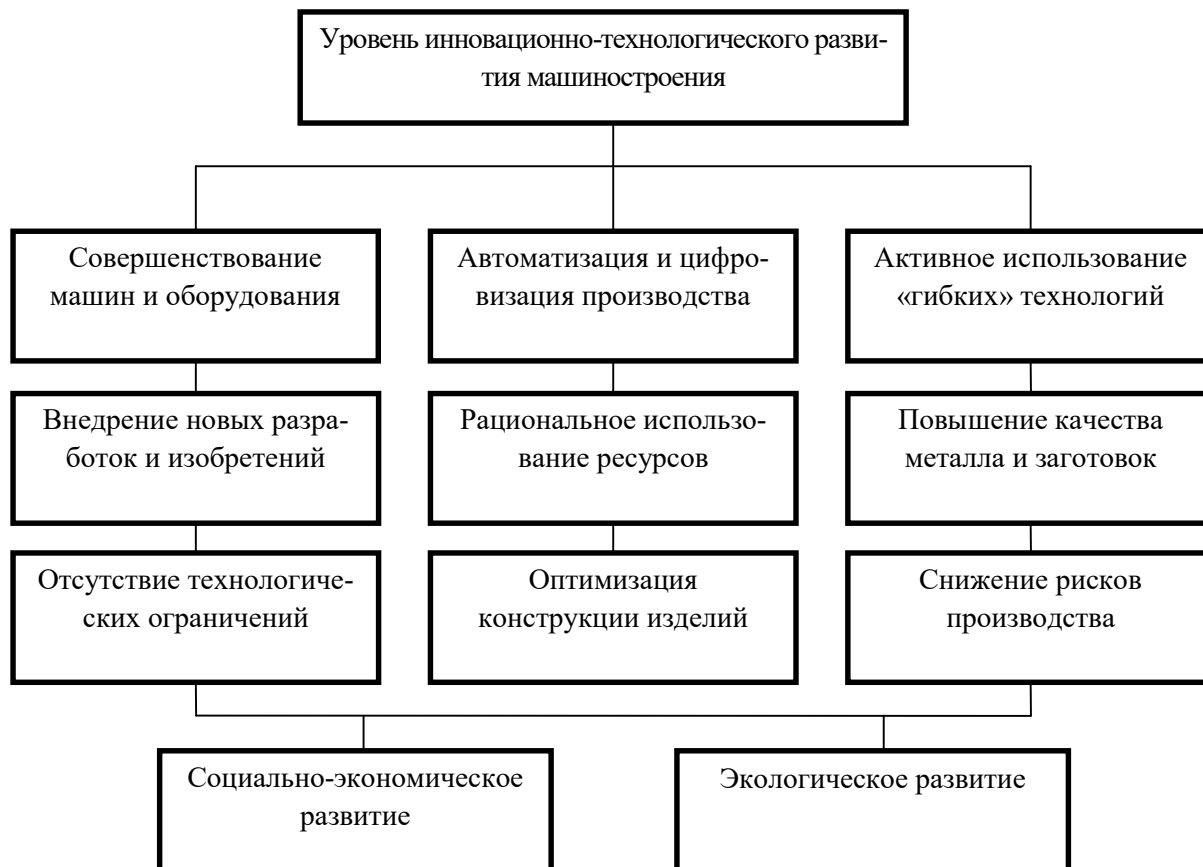 Уровень инновационно-технологического разви-
тия машиностроения
Совершенствование
машин и оборудования
Автоматизация и цифро-
визация производства
Активное использование
«гибких» технологий
Внедрение новых разра-
боток и изобретений
Рациональное использо-
вание ресурсов
Повышение качества
металла и заготовок
Отсутствие технологиче-
ских ограничений
Оптимизация
конструкции изделий
Снижение рисков
производства
Социально-экономическое
развитие
Экологическое развитие